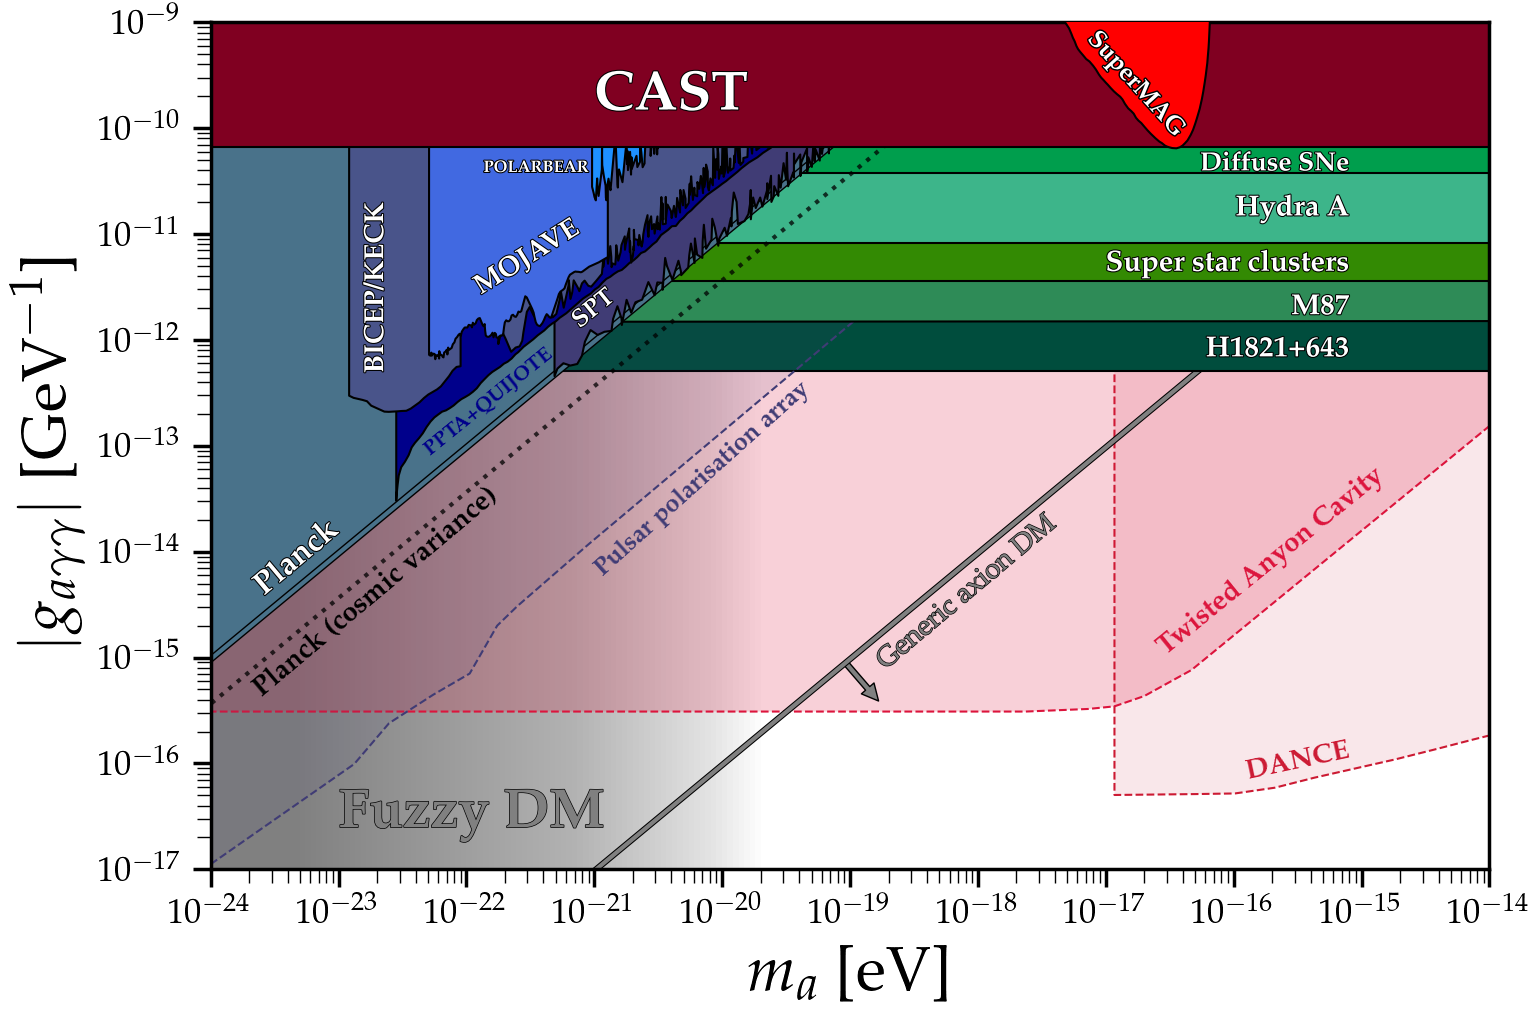 10⁻⁹
10⁻¹⁰
10⁻¹¹
10⁻¹²
10⁻¹³
10⁻¹⁴
10⁻¹⁵
10⁻¹⁶
10⁻¹⁷
|g_{aγγ}| [GeV⁻¹]
CAST
SuperMAG
POLARBEAR
Diffuse SNe
Hydra A
BICEP/KECK
MOJAVE
Super star clusters
SPT
M87
H1821+643
PPTA+QUIJOTE
Pulsar polarisation array
Planck
Planck (cosmic variance)
Generic axion DM
Twisted Anyon Cavity
DANCE
Fuzzy DM
10⁻²⁴ 10⁻²³ 10⁻²² 10⁻²¹ 10⁻²⁰ 10⁻¹⁹ 10⁻¹⁸ 10⁻¹⁷ 10⁻¹⁶ 10⁻¹⁵ 10⁻¹⁴
mₐ [eV]